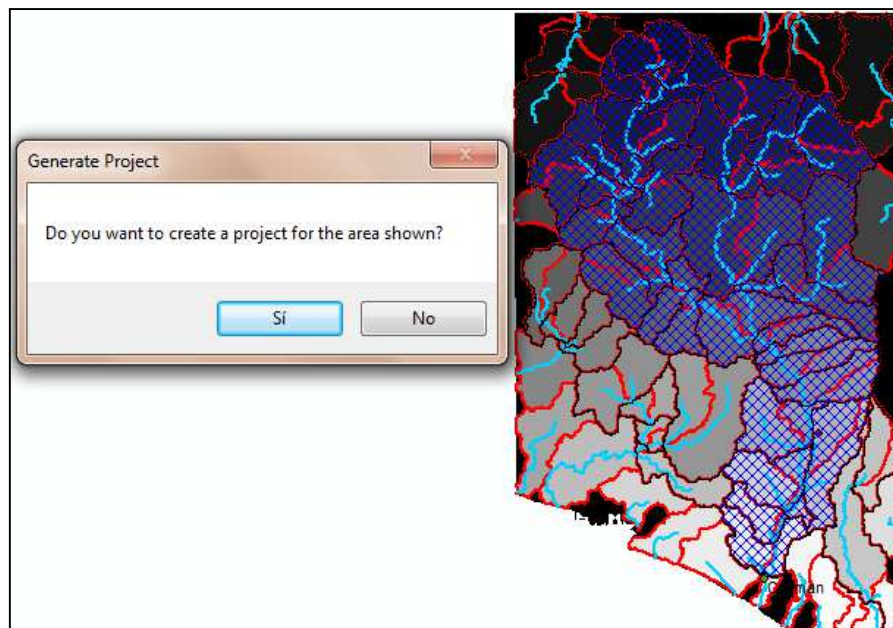 Generate Project
Do you want to create a project for the area shown?
Sí
No